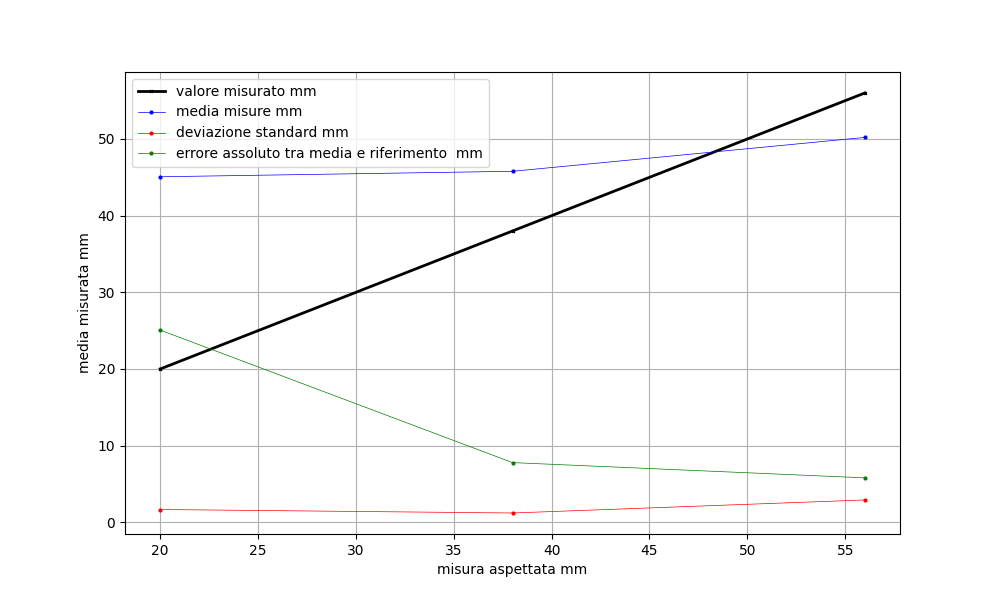 valore misurato mm
media misure mm
deviazione standard mm
errore assoluto tra media e riferimento  mm
media misurata mm
50
40
30
20
10
0
20 25 30 35 40 45 50 55
misura aspettata mm